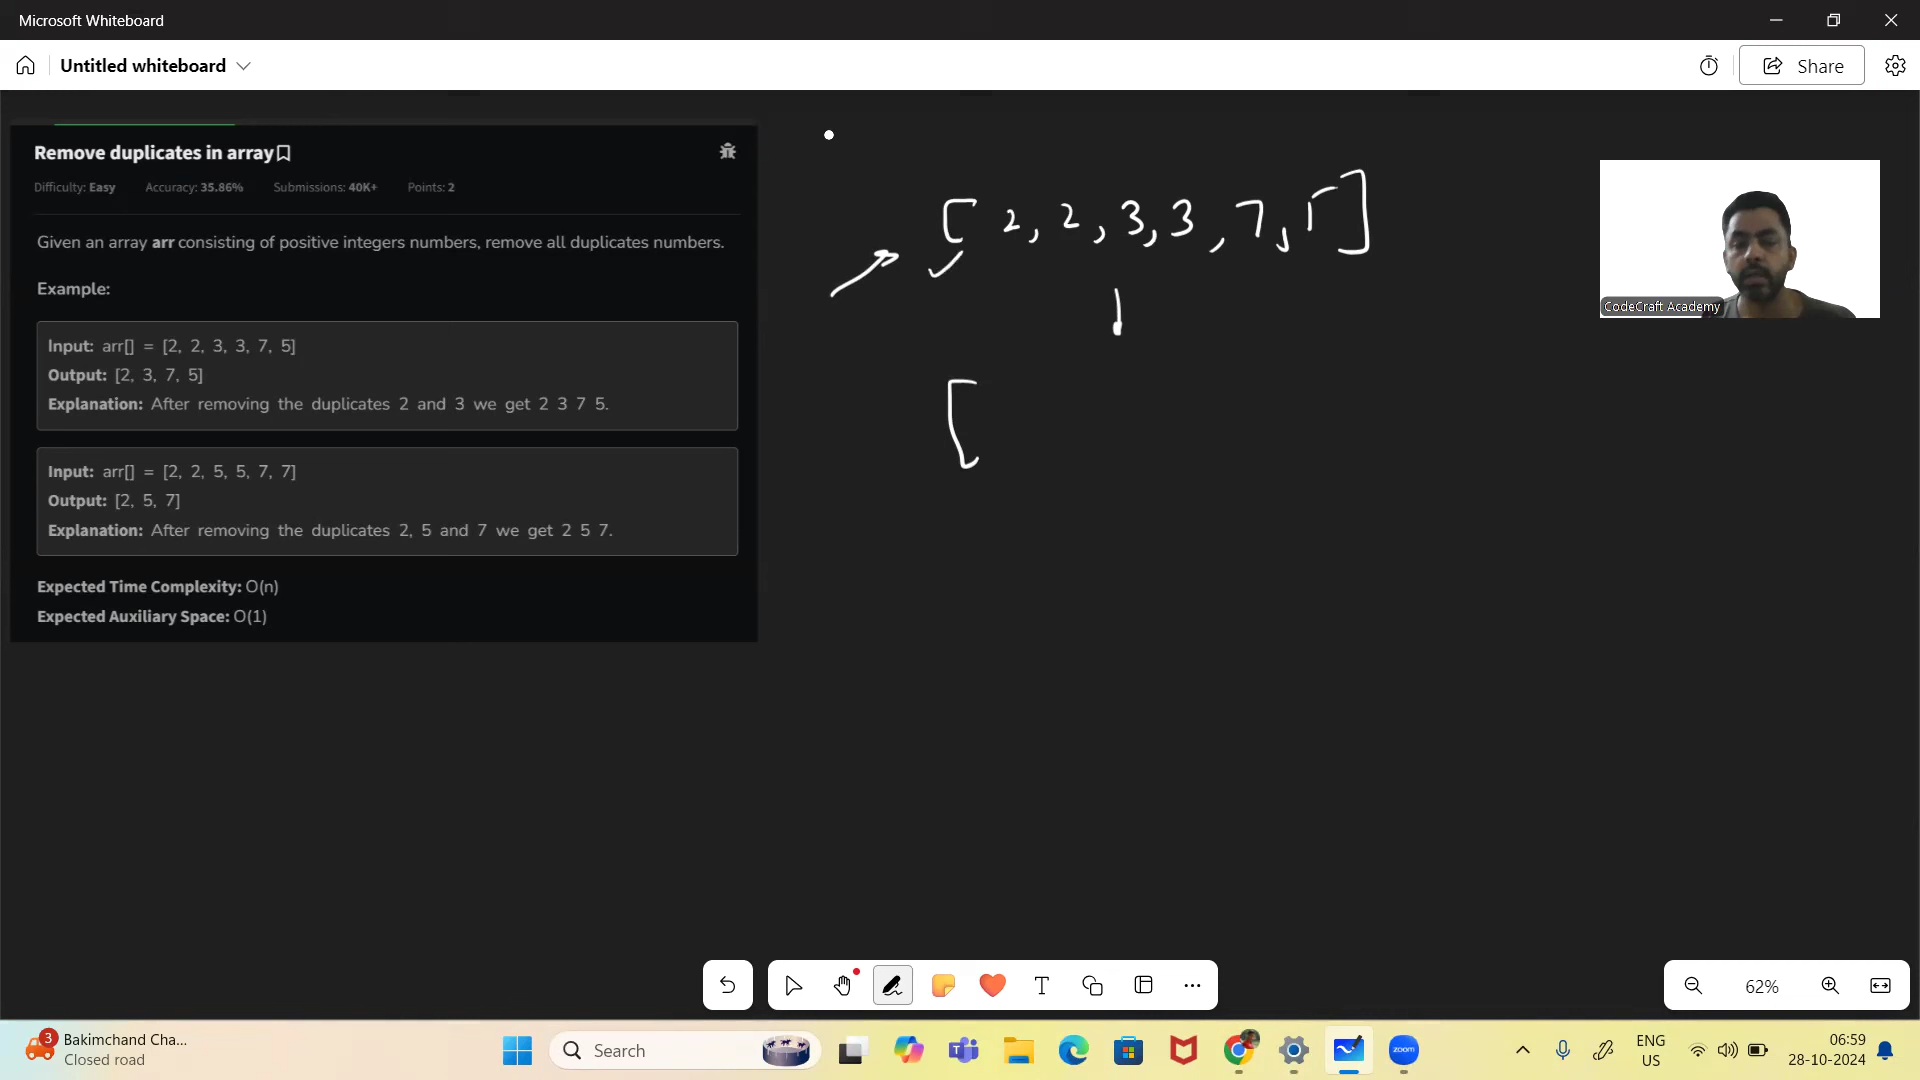 Microsoft Whiteboard
Untitled whiteboard
Share
Remove duplicates in array
Difficulty: Easy Accuracy: 35.86% Submissions: 40K+ Points: 2
Given an array arr consisting of positive integers numbers, remove all duplicates numbers.
Example:
Input: arr[] = [2, 2, 3, 3, 7, 5]
Output: [2, 3, 7, 5]
Explanation: After removing the duplicates 2 and 3 we get 2 3 7 5.
Input: arr[] = [2, 2, 5, 5, 7, 7]
Output: [2, 5, 7]
Explanation: After removing the duplicates 2, 5 and 7 we get 2 5 7.
Expected Time Complexity: O(n)
Expected Auxiliary Space: O(1)
[ 2, 2, 3, 3, 7, ]
[
CodeCraft Academy
62%
3
Bakimchand Cha...
Closed road
Search
zoom
ENG
US
06:59
28-10-2024